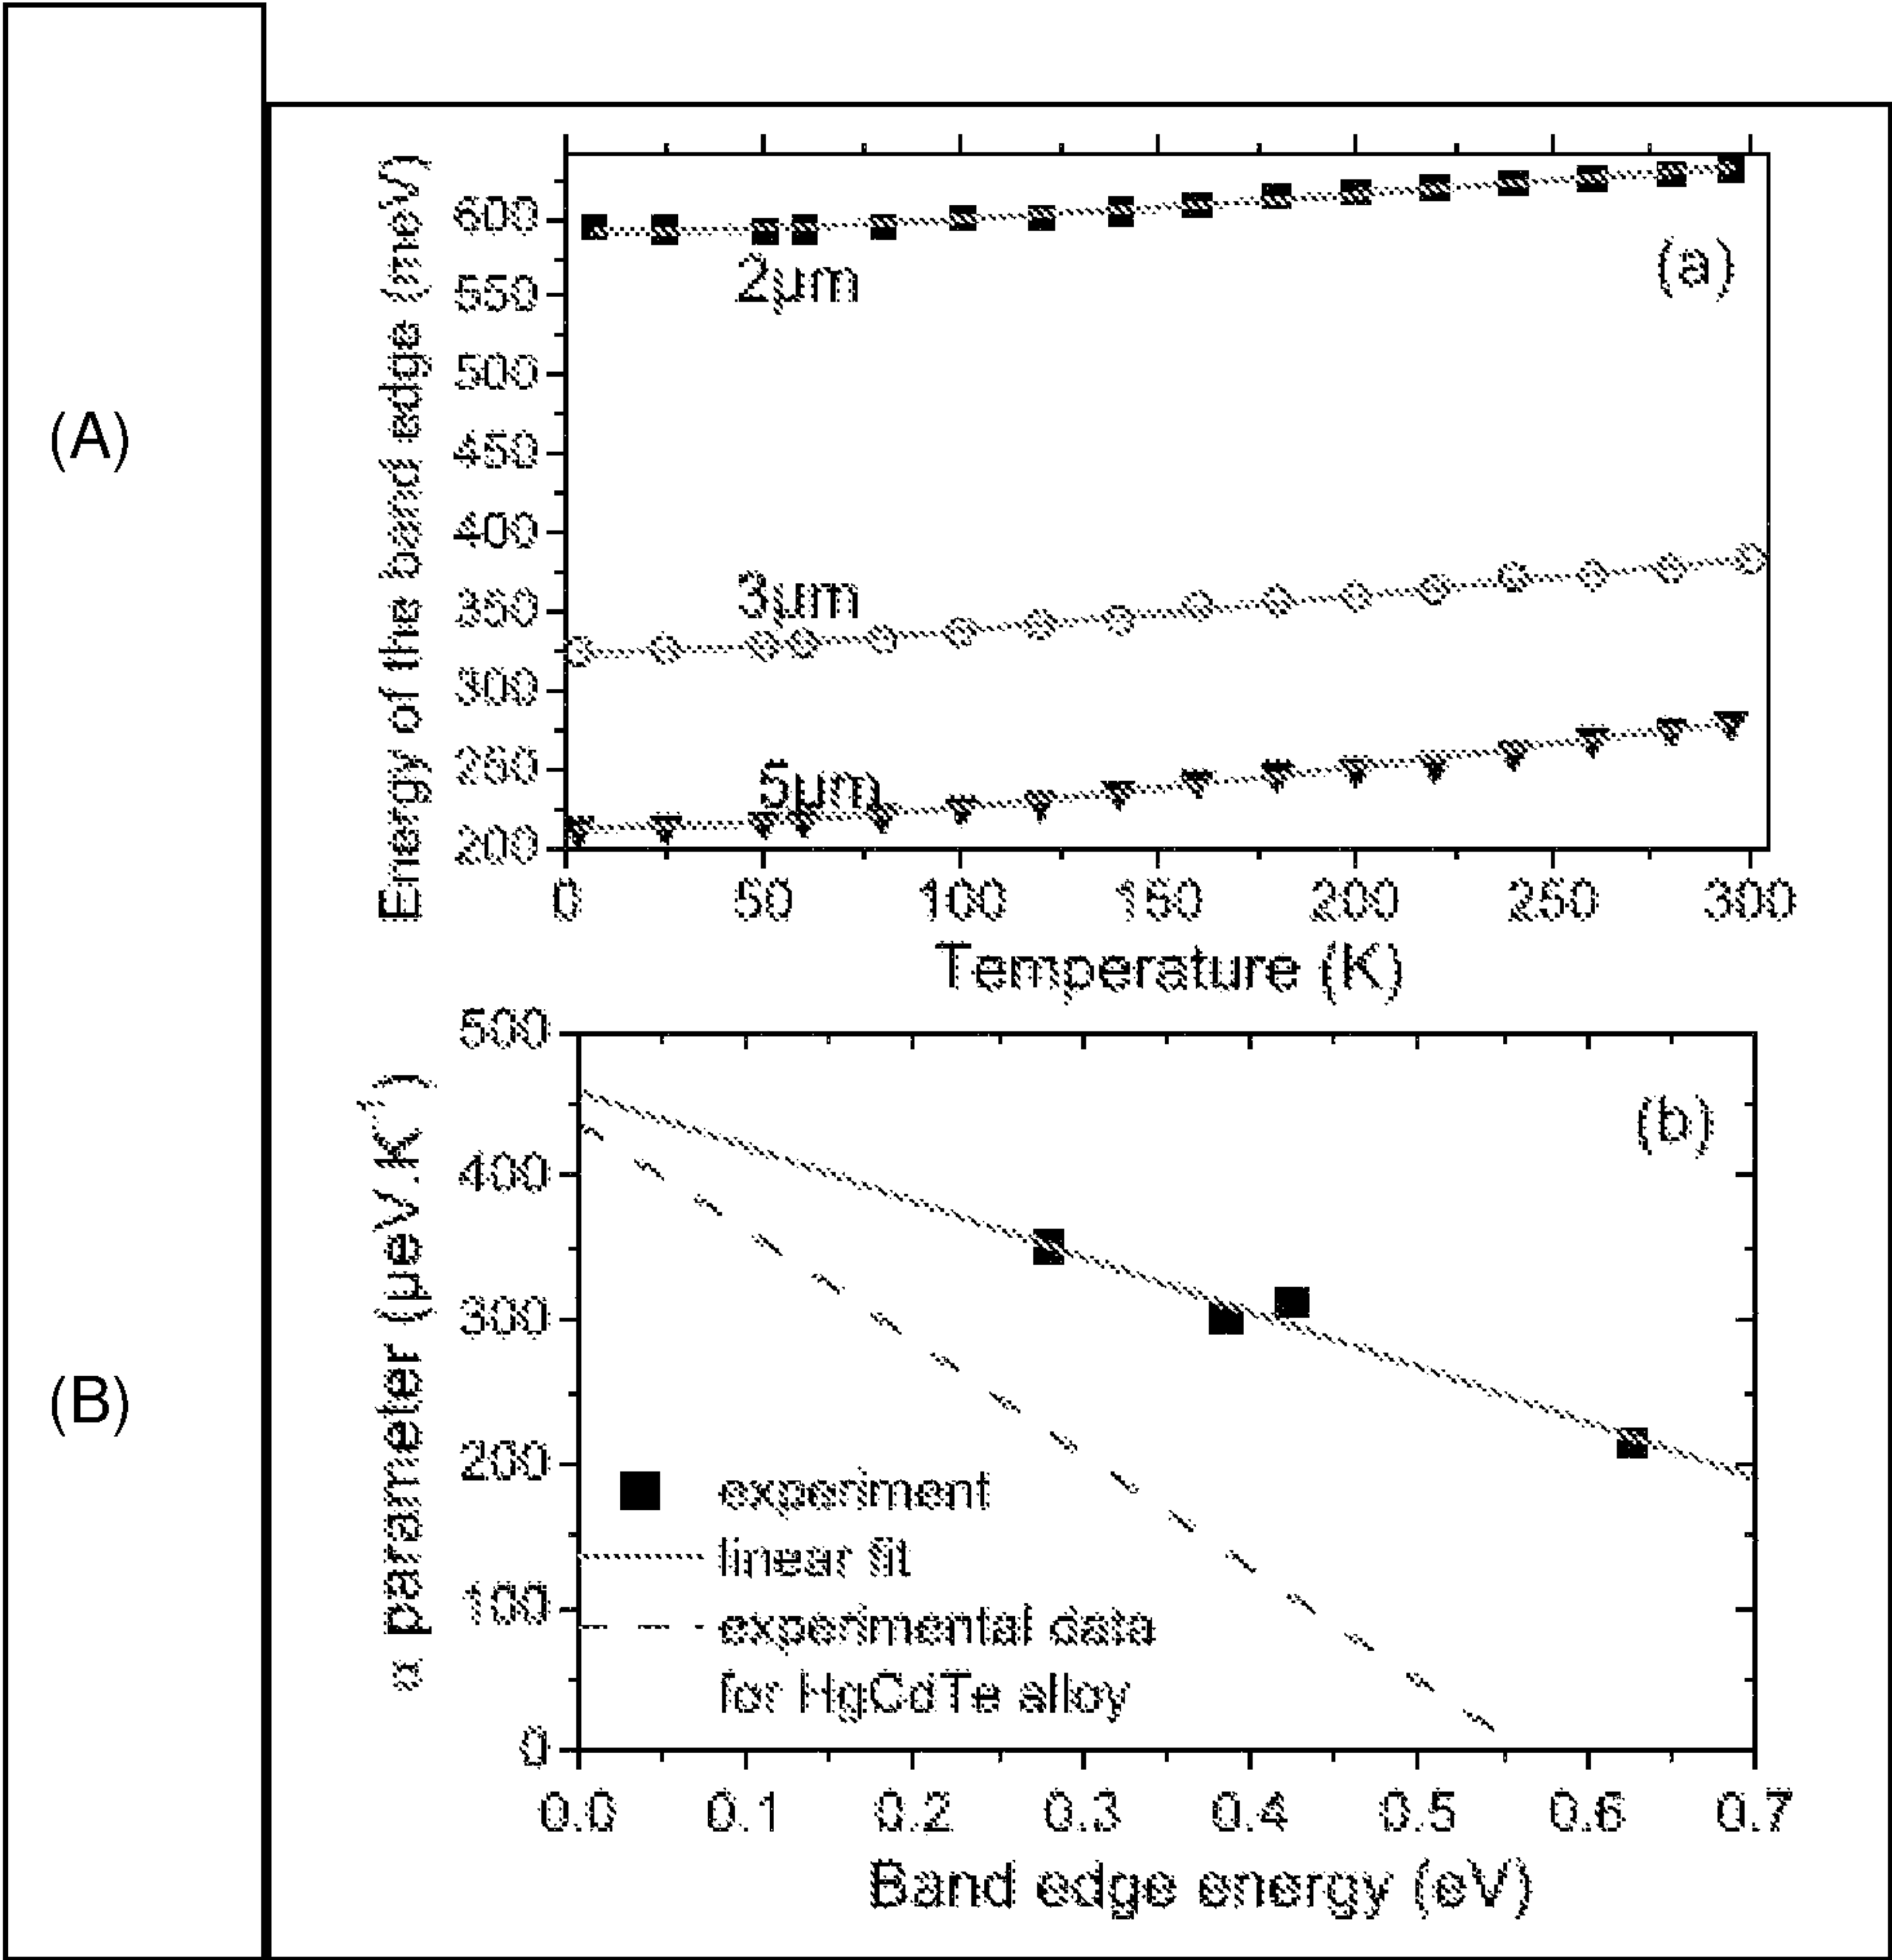 (A)
Energy of the band edge (meV)
600
550
500
450
400
350
300
250
200
(a)
2µm
3µm
5µm
0 50 100 150 200 250 300
Temperature (K)
(B)
α parameter (µeV.K⁻¹)
500
400
300
200
100
0
(b)
experiment
linear fit
experimental data
for HgCdTe alloy
0.0 0.1 0.2 0.3 0.4 0.5 0.6 0.7
Band edge energy (eV)